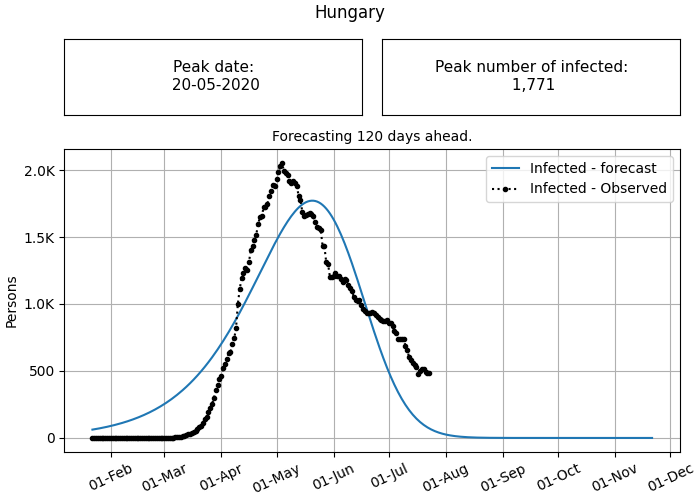 Hungary
Peak date:
20-05-2020
Peak number of infected:
1,771
Forecasting 120 days ahead.
Infected - forecast
Infected - Observed
2.0K
1.5K
1.0K
500
0
Persons
01-Feb
01-Mar
01-Apr
01-May
01-Jun
01-Jul
01-Aug
01-Sep
01-Oct
01-Nov
01-Dec